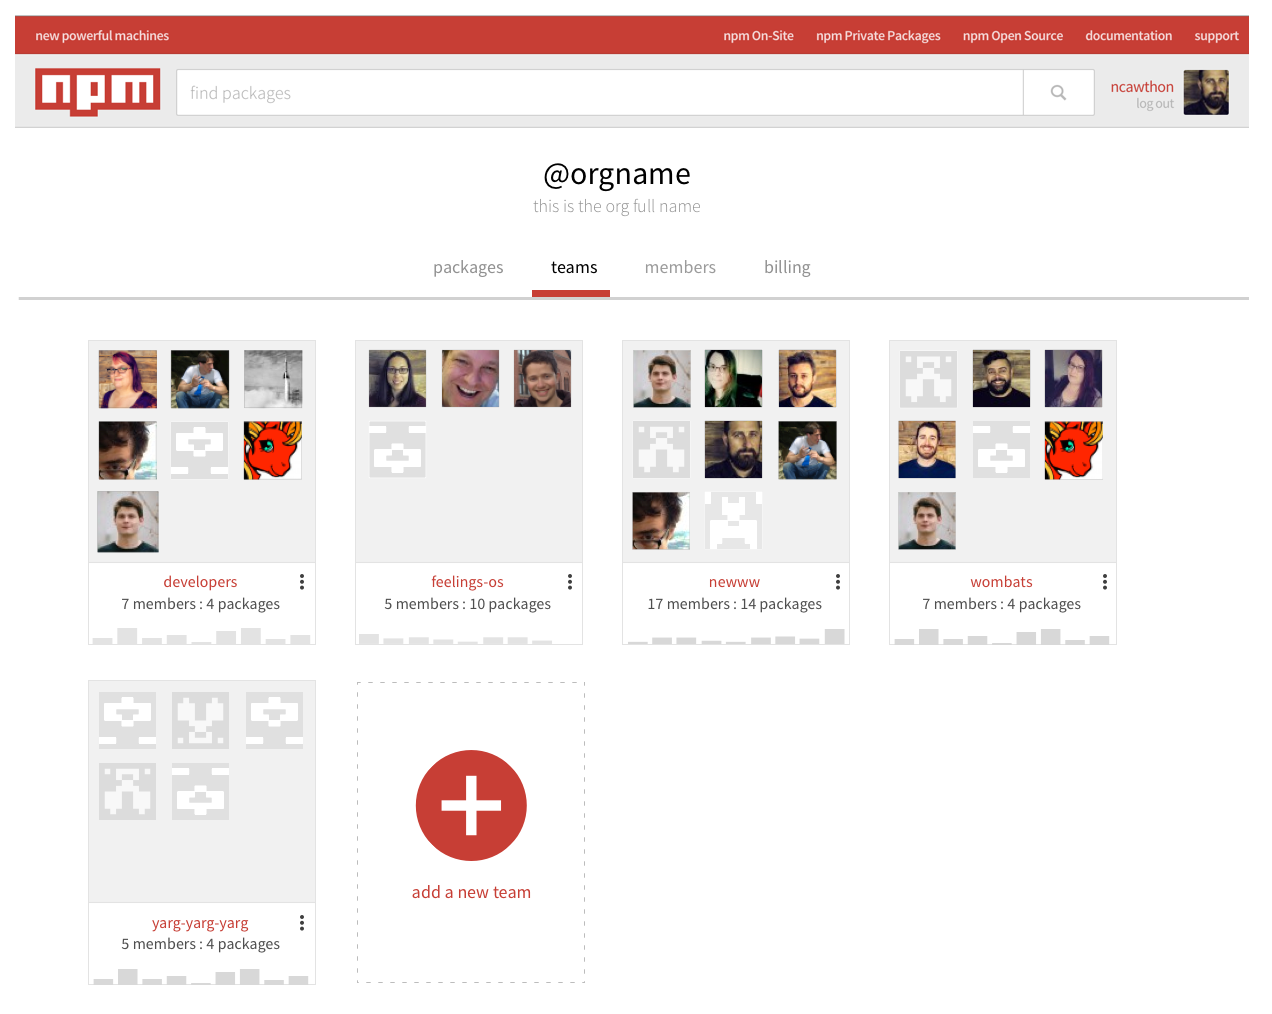 new powerful machines
npm On-Site npm Private Packages npm Open Source documentation support
npm
find packages
ncawthon
log out
@orgname
this is the org full name
packages teams members billing
developers
7 members : 4 packages
feelings-os
5 members : 10 packages
newww
17 members : 14 packages
wombats
7 members : 4 packages
yarg-yarg-yarg
5 members : 4 packages
add a new team